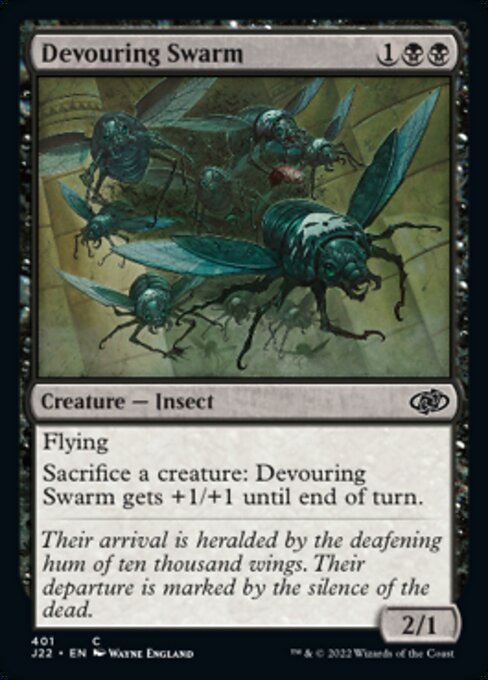 Devouring Swarm 1
Creature — Insect
Flying
Sacrifice a creature: Devouring
Swarm gets +1/+1 until end of turn.
Their arrival is heralded by the deafening
hum of ten thousand wings. Their
departure is marked by the silence of the
dead.
2/1
401 C
J22 • EN Wayne England ™ & © 2022 Wizards of the Coast